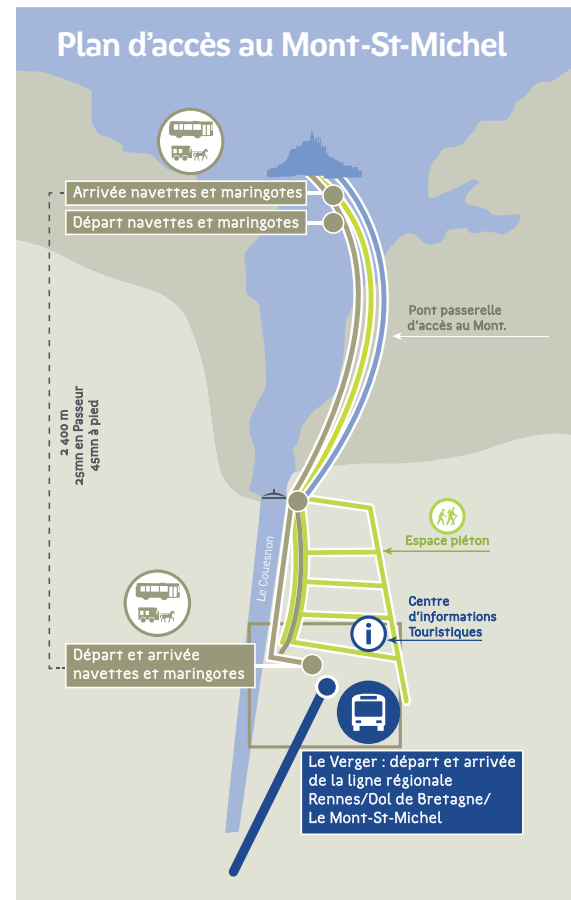 Plan d'accès au Mont-St-Michel
Arrivée navettes et maringotes
Départ navettes et maringotes
Pont passerelle
d'accès au Mont.
2 400 m
25mn en Passeur
45mn à pied
Espace piéton
Le Couesnon
Centre
d'informations
Touristiques
i
Départ et arrivée
navettes et maringotes
Le Verger : départ et arrivée
de la ligne régionale
Rennes/Dol de Bretagne/
Le Mont-St-Michel